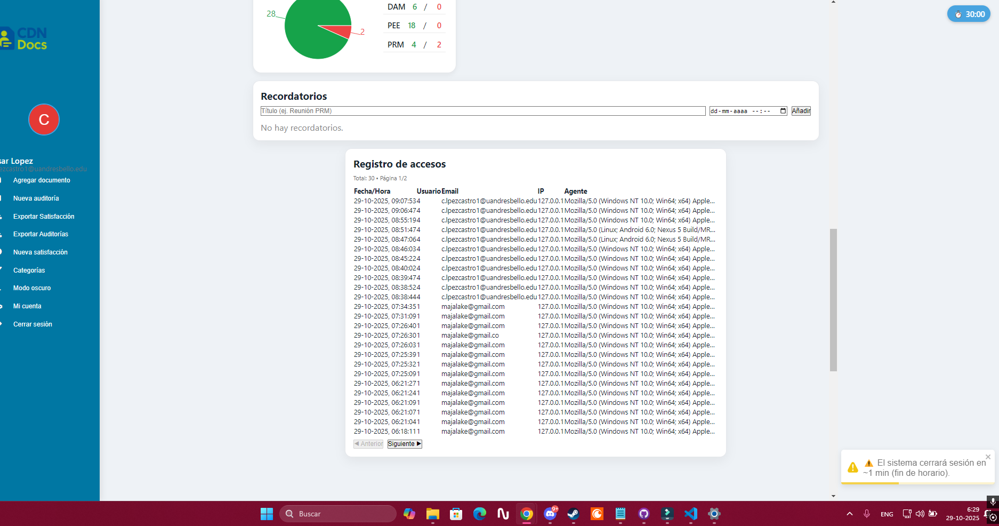 28
2
DAM 6 / 0
PEE 18 / 0
PRM 4 / 2
30:00
CDN
Docs
C
sar Lopez
ezcastro1@uandresbello.edu
Agregar documento
Nueva auditoría
Exportar Satisfacción
Exportar Auditorías
Nueva satisfacción
Categorías
Modo oscuro
Mi cuenta
Cerrar sesión
Recordatorios
Título (ej. Reunión PRM)
dd-mm-aaaa --:--
Añadir
No hay recordatorios.
Registro de accesos
Total: 30 • Página 1/2
Fecha/Hora Usuario Email IP Agente
29-10-2025, 09:07:53 4 c.lpezcastro1@uandresbello.edu 127.0.0.1 Mozilla/5.0 (Windows NT 10.0; Win64; x64) Apple...
29-10-2025, 09:06:47 4 c.lpezcastro1@uandresbello.edu 127.0.0.1 Mozilla/5.0 (Windows NT 10.0; Win64; x64) Apple...
29-10-2025, 08:55:19 4 c.lpezcastro1@uandresbello.edu 127.0.0.1 Mozilla/5.0 (Windows NT 10.0; Win64; x64) Apple...
29-10-2025, 08:51:47 4 c.lpezcastro1@uandresbello.edu 127.0.0.1 Mozilla/5.0 (Linux; Android 6.0; Nexus 5 Build/MR...
29-10-2025, 08:47:06 4 c.lpezcastro1@uandresbello.edu 127.0.0.1 Mozilla/5.0 (Linux; Android 6.0; Nexus 5 Build/MR...
29-10-2025, 08:46:03 4 c.lpezcastro1@uandresbello.edu 127.0.0.1 Mozilla/5.0 (Windows NT 10.0; Win64; x64) Apple...
29-10-2025, 08:45:22 4 c.lpezcastro1@uandresbello.edu 127.0.0.1 Mozilla/5.0 (Windows NT 10.0; Win64; x64) Apple...
29-10-2025, 08:40:02 4 c.lpezcastro1@uandresbello.edu 127.0.0.1 Mozilla/5.0 (Windows NT 10.0; Win64; x64) Apple...
29-10-2025, 08:39:47 4 c.lpezcastro1@uandresbello.edu 127.0.0.1 Mozilla/5.0 (Windows NT 10.0; Win64; x64) Apple...
29-10-2025, 08:38:52 4 c.lpezcastro1@uandresbello.edu 127.0.0.1 Mozilla/5.0 (Windows NT 10.0; Win64; x64) Apple...
29-10-2025, 08:38:44 4 c.lpezcastro1@uandresbello.edu 127.0.0.1 Mozilla/5.0 (Windows NT 10.0; Win64; x64) Apple...
29-10-2025, 07:34:35 1 majalake@gmail.com 127.0.0.1 Mozilla/5.0 (Windows NT 10.0; Win64; x64) Apple...
29-10-2025, 07:31:09 1 majalake@gmail.com 127.0.0.1 Mozilla/5.0 (Windows NT 10.0; Win64; x64) Apple...
29-10-2025, 07:26:40 1 majalake@gmail.com 127.0.0.1 Mozilla/5.0 (Windows NT 10.0; Win64; x64) Apple...
29-10-2025, 07:26:30 1 majalake@gmail.co 127.0.0.1 Mozilla/5.0 (Windows NT 10.0; Win64; x64) Apple...
29-10-2025, 07:26:03 1 majalake@gmail.com 127.0.0.1 Mozilla/5.0 (Windows NT 10.0; Win64; x64) Apple...
29-10-2025, 07:25:39 1 majalake@gmail.com 127.0.0.1 Mozilla/5.0 (Windows NT 10.0; Win64; x64) Apple...
29-10-2025, 07:25:32 1 majalake@gmail.com 127.0.0.1 Mozilla/5.0 (Windows NT 10.0; Win64; x64) Apple...
29-10-2025, 07:25:09 1 majalake@gmail.com 127.0.0.1 Mozilla/5.0 (Windows NT 10.0; Win64; x64) Apple...
29-10-2025, 06:21:27 1 majalake@gmail.com 127.0.0.1 Mozilla/5.0 (Windows NT 10.0; Win64; x64) Apple...
29-10-2025, 06:21:24 1 majalake@gmail.com 127.0.0.1 Mozilla/5.0 (Windows NT 10.0; Win64; x64) Apple...
29-10-2025, 06:21:09 1 majalake@gmail.com 127.0.0.1 Mozilla/5.0 (Windows NT 10.0; Win64; x64) Apple...
29-10-2025, 06:21:07 1 majalake@gmail.com 127.0.0.1 Mozilla/5.0 (Windows NT 10.0; Win64; x64) Apple...
29-10-2025, 06:21:04 1 majalake@gmail.com 127.0.0.1 Mozilla/5.0 (Windows NT 10.0; Win64; x64) Apple...
29-10-2025, 06:18:11 1 majalake@gmail.com 127.0.0.1 Mozilla/5.0 (Windows NT 10.0; Win64; x64) Apple...
◀ Anterior Siguiente ▶
⚠️ El sistema cerrará sesión en
~1 min (fin de horario).
Buscar
9+
ENG
6:29
29-10-2025